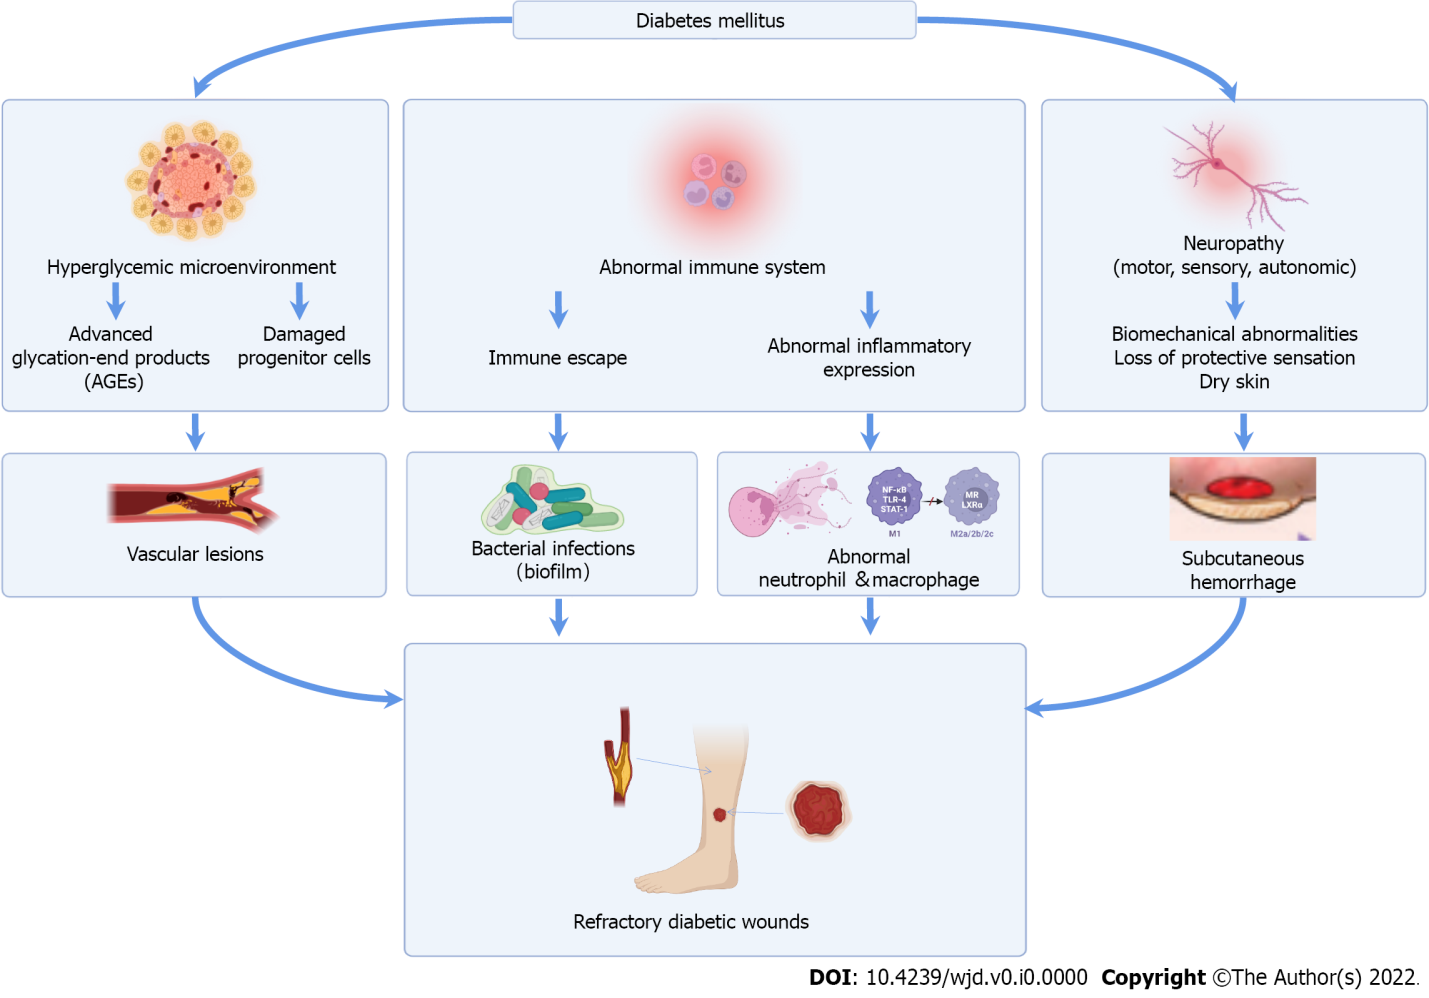 Diabetes mellitus
Hyperglycemic microenvironment
Advanced
glycation-end products
(AGEs)
Damaged
progenitor cells
Abnormal immune system
Immune escape
Abnormal inflammatory
expression
Neuropathy
(motor, sensory, autonomic)
Biomechanical abnormalities
Loss of protective sensation
Dry skin
Vascular lesions
Bacterial infections
(biofilm)
NF-κB
TLR-4
STAT-1
M1
MR
LXRα
M2a/2b/2c
Abnormal
neutrophil &macrophage
Subcutaneous
hemorrhage
Refractory diabetic wounds
DOI: 10.4239/wjd.v0.i0.0000 Copyright ©The Author(s) 2022.